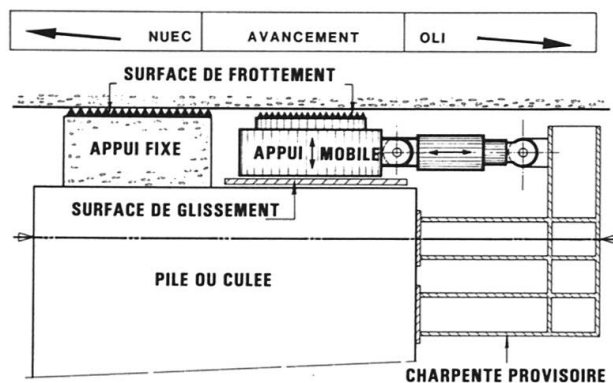 NUEC AVANCEMENT OLI
SURFACE DE FROTTEMENT
APPUI FIXE
APPUI MOBILE
SURFACE DE GLISSEMENT
PILE OU CULEE
CHARPENTE PROVISOIRE